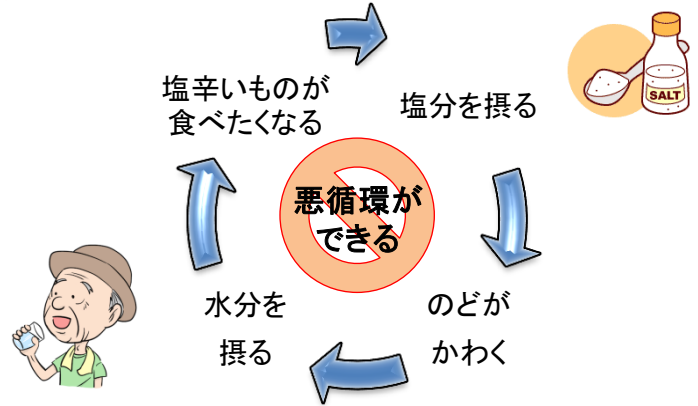 塩辛いものが
食べたくなる
塩分を摂る
SALT
悪循環が
できる
水分を
摂る
のどが
かわく